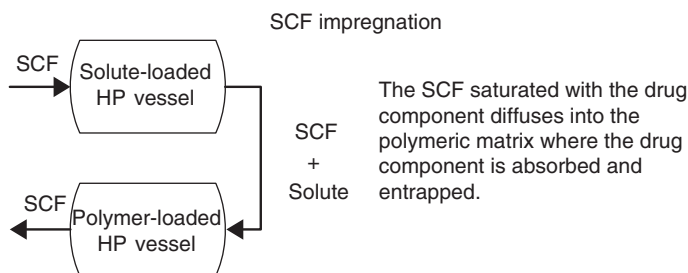 SCF impregnation
SCF
Solute-loaded
HP vessel
SCF
+
Solute
The SCF saturated with the drug
component diffuses into the
polymeric matrix where the drug
component is absorbed and
entrapped.
SCF
Polymer-loaded
HP vessel